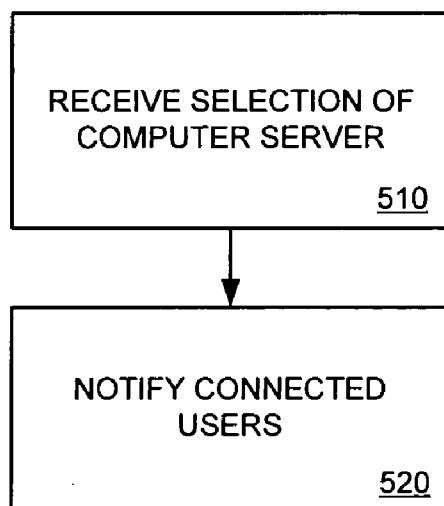 RECEIVE SELECTION OF
COMPUTER SERVER
510
NOTIFY CONNECTED
USERS
520